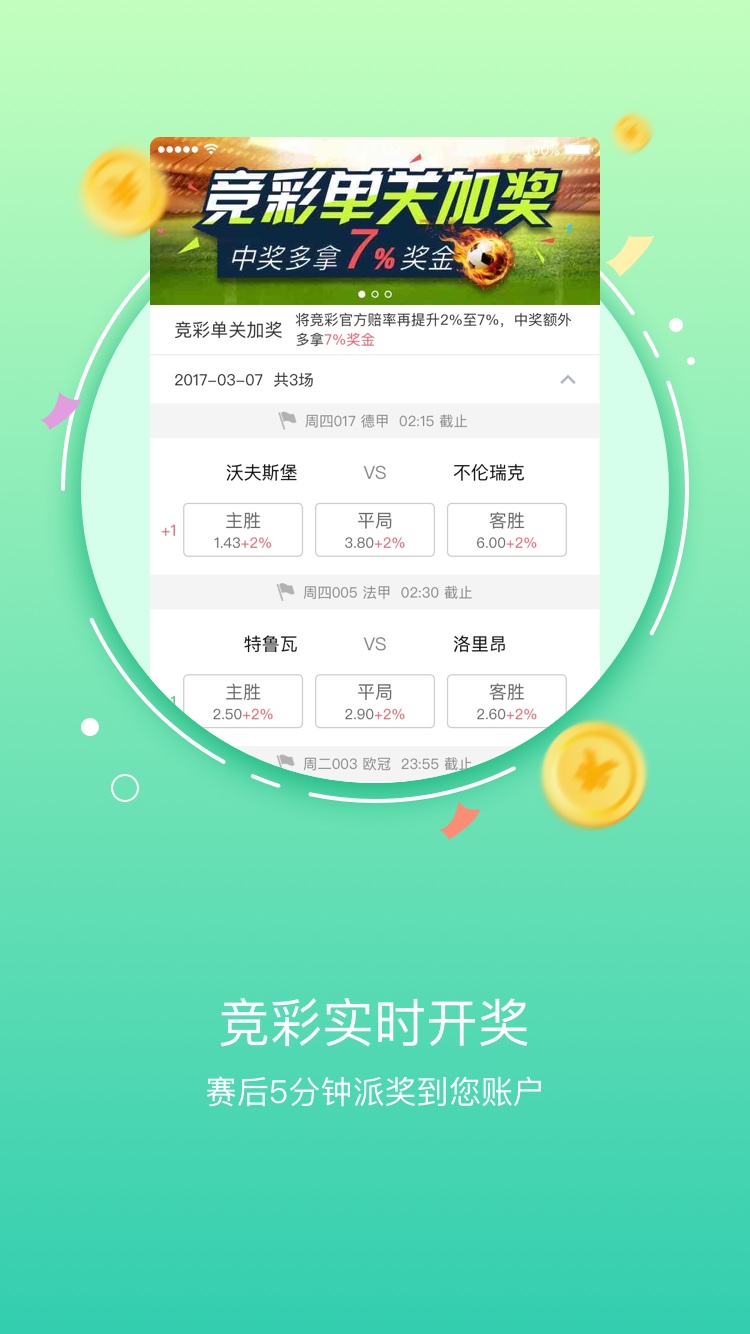 100%
竞彩单关加奖
中奖多拿7%奖金
竞彩单关加奖
将竞彩官方赔率再提升2%至7%，中奖额外
多拿7%奖金
2017-03-07 共3场
周四017 德甲 02:15 截止
沃夫斯堡 VS 不伦瑞克
+1
主胜 平局 客胜
1.43+2% 3.80+2% 6.00+2%
周四005 法甲 02:30 截止
特鲁瓦 VS 洛里昂
主胜 平局 客胜
2.50+2% 2.90+2% 2.60+2%
周二003 欧冠 23:55 截止
竞彩实时开奖
赛后5分钟派奖到您账户